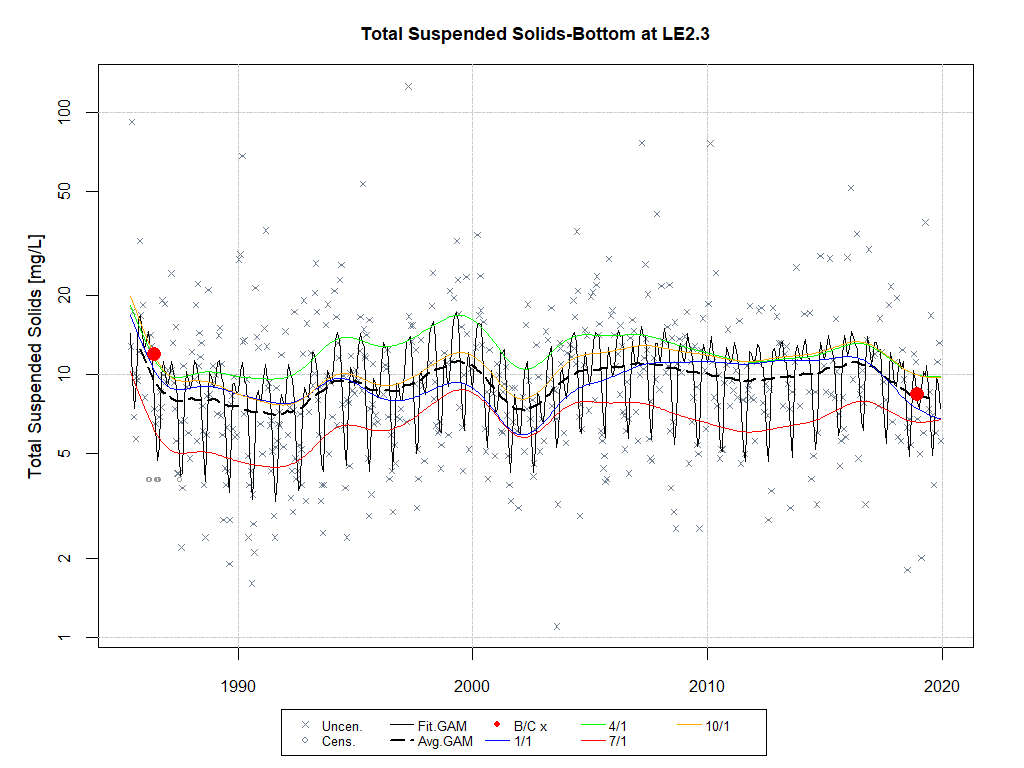 Total Suspended Solids-Bottom at LE2.3
Total Suspended Solids [mg/L]
100
50
20
10
5
2
1
1990 2000 2010 2020
Uncen. Fit.GAM B/C x 4/1 10/1
Cens. Avg.GAM 1/1 7/1